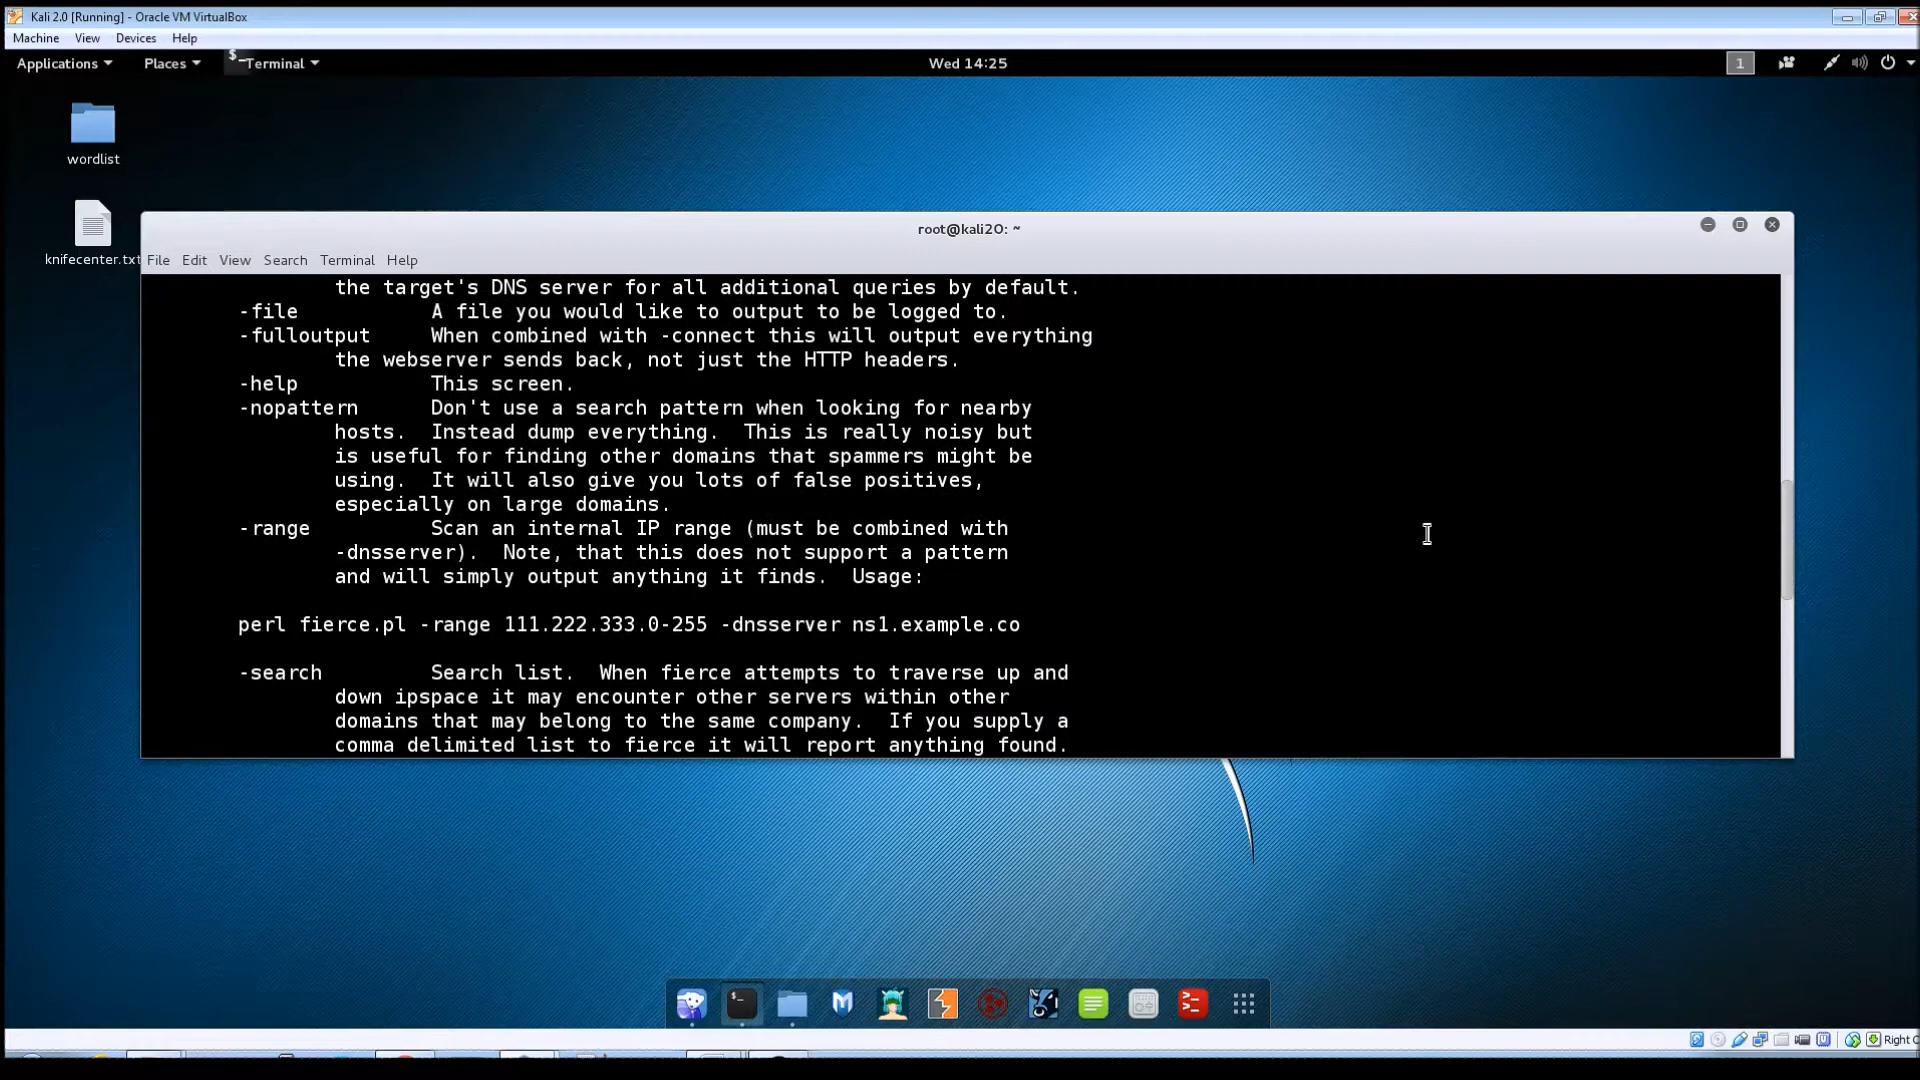 Kali 2.0 [Running] - Oracle VM VirtualBox
Machine View Devices Help
Applications Places Terminal Wed 14:25 1
wordlist
knifecenter.txt
root@kali2O: ~
File Edit View Search Terminal Help
the target's DNS server for all additional queries by default.
-file A file you would like to output to be logged to.
-fulloutput When combined with -connect this will output everything
the webserver sends back, not just the HTTP headers.
-help This screen.
-nopattern Don't use a search pattern when looking for nearby
hosts. Instead dump everything. This is really noisy but
is useful for finding other domains that spammers might be
using. It will also give you lots of false positives,
especially on large domains.
-range Scan an internal IP range (must be combined with
-dnsserver). Note, that this does not support a pattern
and will simply output anything it finds. Usage:
perl fierce.pl -range 111.222.333.0-255 -dnsserver ns1.example.co
-search Search list. When fierce attempts to traverse up and
down ipspace it may encounter other servers within other
domains that may belong to the same company. If you supply a
comma delimited list to fierce it will report anything found.
Right C